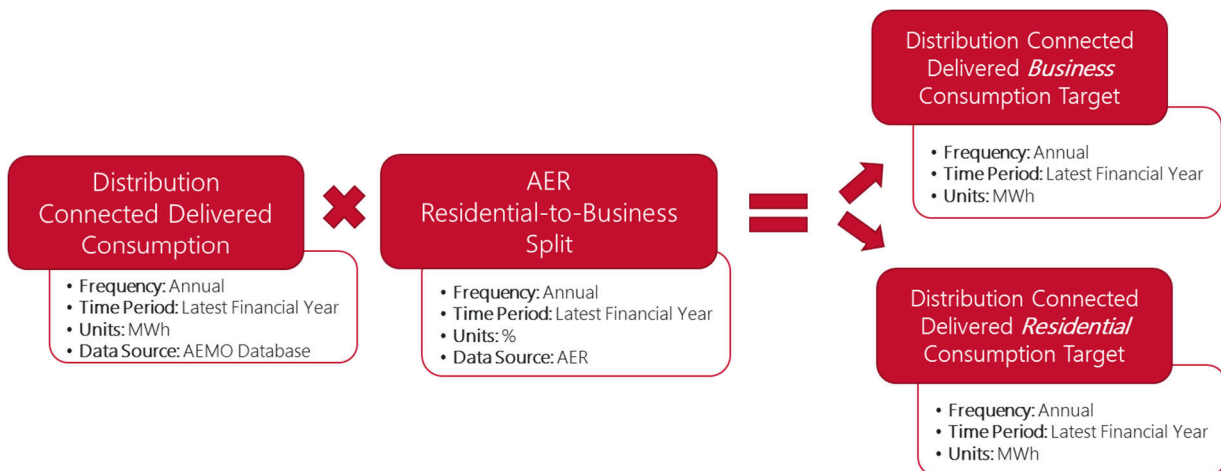 Distribution
Connected Delivered
Consumption
• Frequency: Annual
• Time Period: Latest Financial Year
• Units: MWh
• Data Source: AEMO Database
AER
Residential-to-Business
Split
• Frequency: Annual
• Time Period: Latest Financial Year
• Units: %
• Data Source: AER
Distribution Connected
Delivered Business
Consumption Target
• Frequency: Annual
• Time Period: Latest Financial Year
• Units: MWh
Distribution Connected
Delivered Residential
Consumption Target
• Frequency: Annual
• Time Period: Latest Financial Year
• Units: MWh